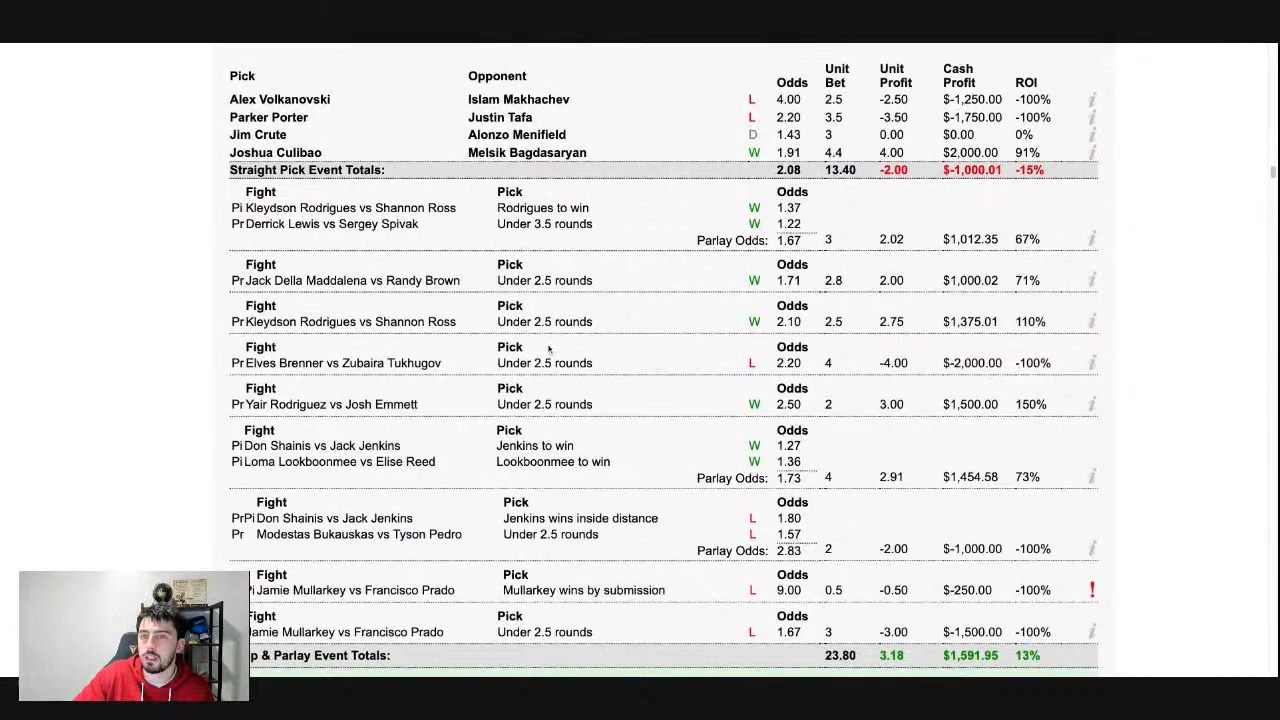 Pick Opponent Odds Unit Bet Unit Profit Cash Profit ROI
Alex Volkanovski Islam Makhachev L 4.00 2.5 -2.50 $-1,250.00 -100%
Parker Porter Justin Tafa L 2.20 3.5 -3.50 $-1,750.00 -100%
Jim Crute Alonzo Menifield D 1.43 3 0.00 $0.00 0%
Joshua Culibao Melsik Bagdasaryan W 1.91 4.4 4.00 $2,000.00 91%
Straight Pick Event Totals: 2.08 13.40 -2.00 $-1,000.01 -15%
Fight Pick Odds
Pi Kleydson Rodrigues vs Shannon Ross Rodrigues to win W 1.37
Pr Derrick Lewis vs Sergey Spivak Under 3.5 rounds W 1.22
Parlay Odds: 1.67 3 2.02 $1,012.35 67%
Fight Pick Odds
Pr Jack Della Maddalena vs Randy Brown Under 2.5 rounds W 1.71 2.8 2.00 $1,000.02 71%
Fight Pick Odds
Pr Kleydson Rodrigues vs Shannon Ross Under 2.5 rounds W 2.10 2.5 2.75 $1,375.01 110%
Fight Pick Odds
Pr Elves Brenner vs Zubaira Tukhugov Under 2.5 rounds L 2.20 4 -4.00 $-2,000.00 -100%
Fight Pick Odds
Pr Yair Rodriguez vs Josh Emmett Under 2.5 rounds W 2.50 2 3.00 $1,500.00 150%
Fight Pick Odds
Pi Don Shainis vs Jack Jenkins Jenkins to win W 1.27
Pi Loma Lookboonmee vs Elise Reed Lookboonmee to win W 1.36
Parlay Odds: 1.73 4 2.91 $1,454.58 73%
Fight Pick Odds
PrPi Don Shainis vs Jack Jenkins Jenkins wins inside distance L 1.80
Pr Modestas Bukauskas vs Tyson Pedro Under 2.5 rounds L 1.57
Parlay Odds: 2.83 2 -2.00 $-1,000.00 -100%
Fight Pick Odds
i Jamie Mullarkey vs Francisco Prado Mullarkey wins by submission L 9.00 0.5 -0.50 $-250.00 -100% !
Fight Pick Odds
Jamie Mullarkey vs Francisco Prado Under 2.5 rounds L 1.67 3 -3.00 $-1,500.00 -100%
p & Parlay Event Totals: 23.80 3.18 $1,591.95 13%